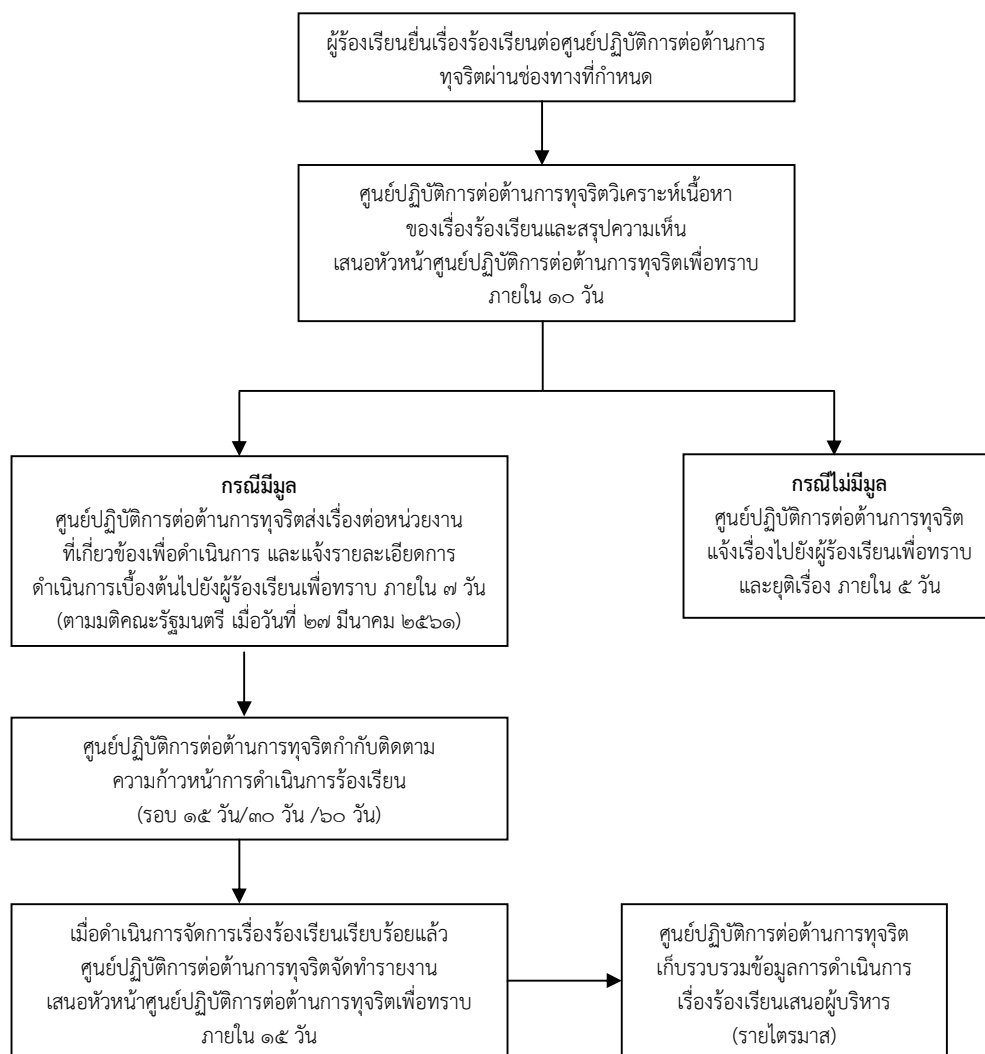 ผู้ร้องเรียนยื่นเรื่องร้องเรียนต่อศูนย์ปฏิบัติการต่อต้านการ
ทุจริตผ่านช่องทางที่กำหนด
ศูนย์ปฏิบัติการต่อต้านการทุจริตวิเคราะห์เนื้อหา
ของเรื่องร้องเรียนและสรุปความเห็น
เสนอหัวหน้าศูนย์ปฏิบัติการต่อต้านการทุจริตเพื่อทราบ
ภายใน ๑๐ วัน
กรณีมีมูล
ศูนย์ปฏิบัติการต่อต้านการทุจริตส่งเรื่องต่อหน่วยงาน
ที่เกี่ยวข้องเพื่อดำเนินการ และแจ้งรายละเอียดการ
ดำเนินการเบื้องต้นไปยังผู้ร้องเรียนเพื่อทราบ ภายใน ๗ วัน
(ตามมติคณะรัฐมนตรี เมื่อวันที่ ๒๗ มีนาคม ๒๕๖๑)
กรณีไม่มีมูล
ศูนย์ปฏิบัติการต่อต้านการทุจริต
แจ้งเรื่องไปยังผู้ร้องเรียนเพื่อทราบ
และยุติเรื่อง ภายใน ๕ วัน
ศูนย์ปฏิบัติการต่อต้านการทุจริตกำกับติดตาม
ความก้าวหน้าการดำเนินการร้องเรียน
(รอบ ๑๕ วัน/๓๐ วัน /๖๐ วัน)
เมื่อดำเนินการจัดการเรื่องร้องเรียนเรียบร้อยแล้ว
ศูนย์ปฏิบัติการต่อต้านการทุจริตจัดทำรายงาน
เสนอหัวหน้าศูนย์ปฏิบัติการต่อต้านการทุจริตเพื่อทราบ
ภายใน ๑๕ วัน
ศูนย์ปฏิบัติการต่อต้านการทุจริต
เก็บรวบรวมข้อมูลการดำเนินการ
เรื่องร้องเรียนเสนอผู้บริหาร
(รายไตรมาส)